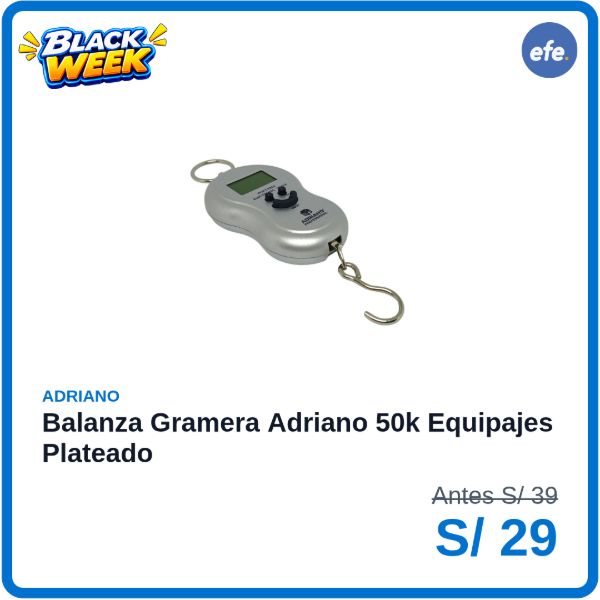 BLACK
WEEK
efe.
ADRIANO
Balanza Gramera Adriano 50k Equipajes
Plateado
Antes S/ 39
S/ 29